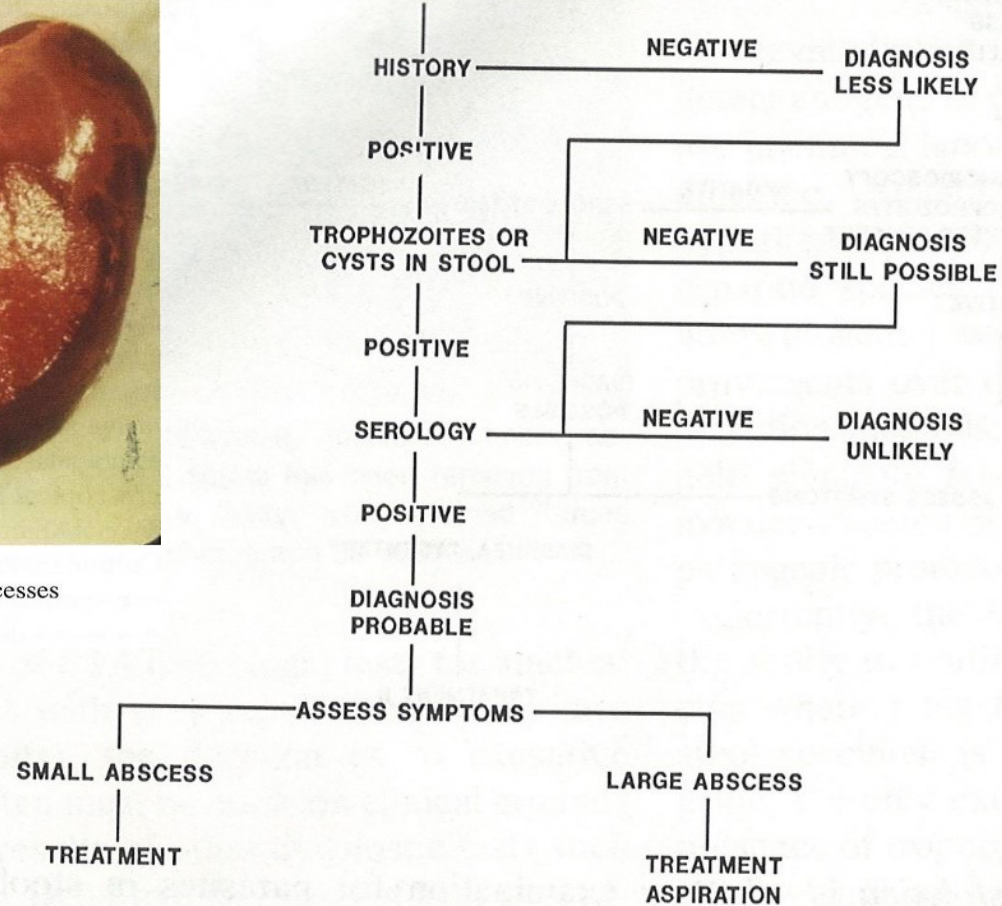 HISTORY
NEGATIVE
DIAGNOSIS
LESS LIKELY
POSITIVE
TROPHOZOITES OR
CYSTS IN STOOL
NEGATIVE
DIAGNOSIS
STILL POSSIBLE
POSITIVE
SEROLOGY
NEGATIVE
DIAGNOSIS
UNLIKELY
POSITIVE
DIAGNOSIS
PROBABLE
cesses
ASSESS SYMPTOMS
SMALL ABSCESS
LARGE ABSCESS
TREATMENT
TREATMENT
ASPIRATION